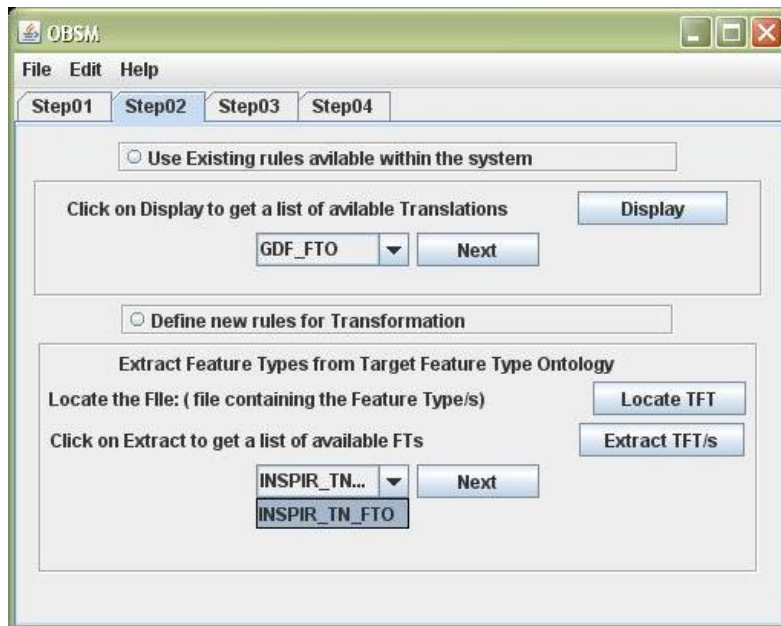 OBSM
File Edit Help
Step01 Step02 Step03 Step04
Use Existing rules avilable within the system
Click on Display to get a list of avilable Translations Display
GDF_FTO Next
Define new rules for Transformation
Extract Feature Types from Target Feature Type Ontology
Locate the FIle: ( file containing the Feature Type/s) Locate TFT
Click on Extract to get a list of available FTs Extract TFT/s
INSPIR_TN... Next
INSPIR_TN_FTO